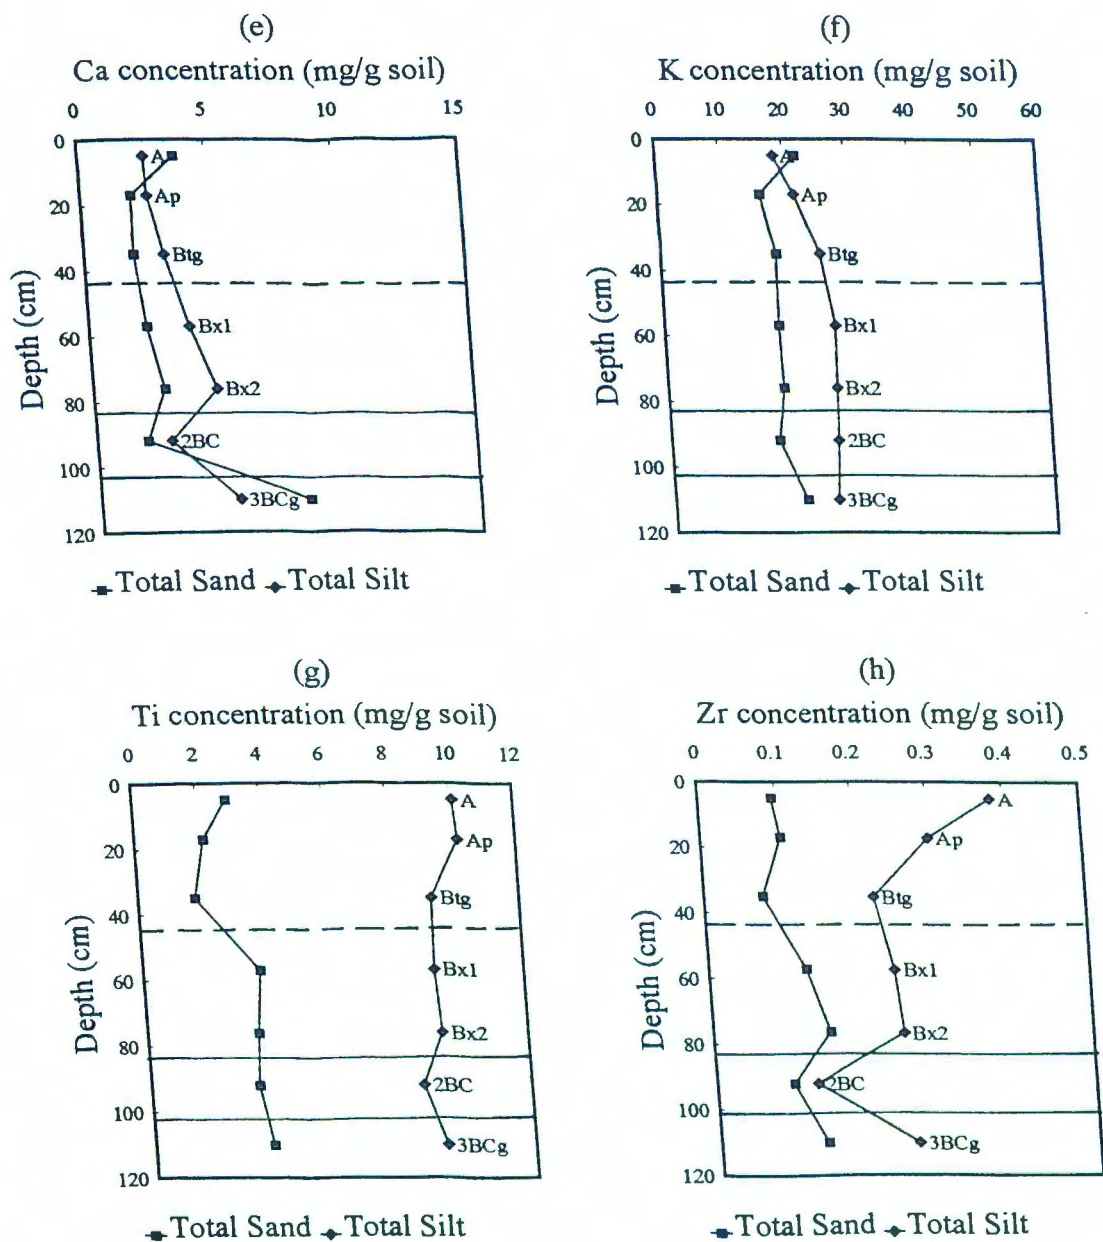 (e)
Ca concentration (mg/g soil)
0 5 10 15
0
20
40
60
80
100
120
Depth (cm)
A
Ap
Btg
Bx1
Bx2
2BC
3BCg
Total Sand Total Silt
(f)
K concentration (mg/g soil)
0 10 20 30 40 50 60
0
20
40
60
80
100
120
Depth (cm)
A
Ap
Btg
Bx1
Bx2
2BC
3BCg
Total Sand Total Silt
(g)
Ti concentration (mg/g soil)
0 2 4 6 8 10 12
0
20
40
60
80
100
120
Depth (cm)
A
Ap
Btg
Bx1
Bx2
2BC
3BCg
Total Sand Total Silt
(h)
Zr concentration (mg/g soil)
0 0.1 0.2 0.3 0.4 0.5
0
20
40
60
80
100
120
Depth (cm)
A
Ap
Btg
Bx1
Bx2
2BC
3BCg
Total Sand Total Silt